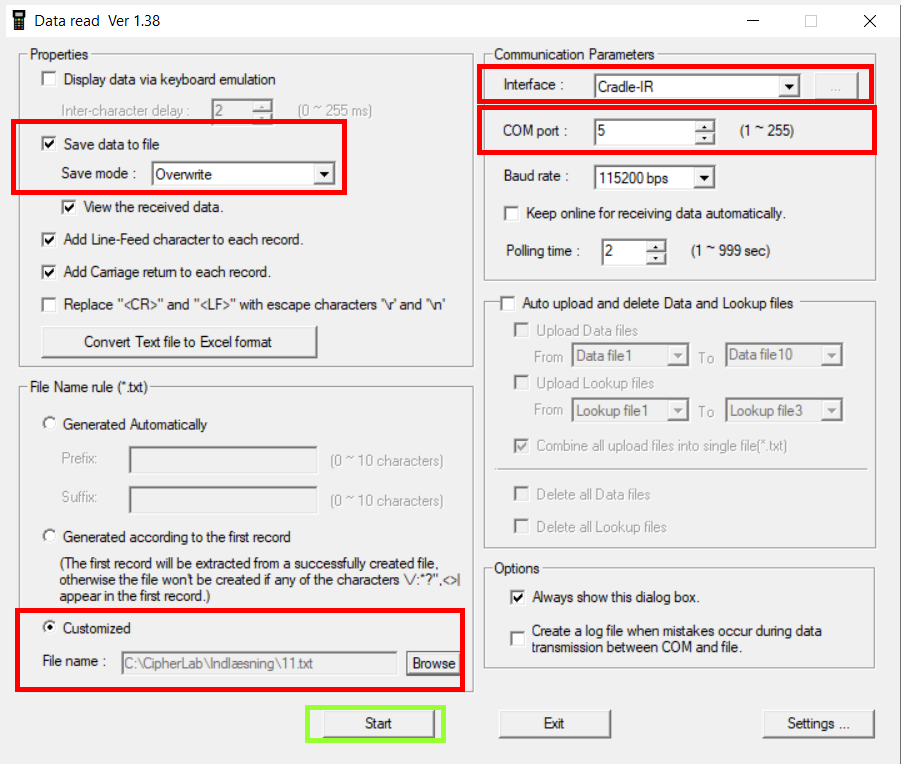 Data read Ver 1.38
Properties
Display data via keyboard emulation
Inter-character delay : 2 (0 ~ 255 ms)
Save data to file
Save mode : Overwrite
View the received data.
Add Line-Feed character to each record.
Add Carriage return to each record.
Replace "<CR>" and "<LF>" with escape characters '\r' and '\n'
Convert Text file to Excel format
File Name rule (*.txt)
Generated Automatically
Prefix: (0 ~ 10 characters)
Suffix: (0 ~ 10 characters)
Generated according to the first record
(The first record will be extracted from a successfully created file,
otherwise the file won't be created if any of the characters \/:*?",<>|
appear in the first record.)
Customized
File name : C:\CipherLab\Indlæsning\11.txt Browse
Communication Parameters
Interface : Cradle-IR ...
COM port : 5 (1 ~ 255)
Baud rate : 115200 bps
Keep online for receiving data automatically.
Polling time : 2 (1 ~ 999 sec)
Auto upload and delete Data and Lookup files
Upload Data files
From Data file1 To Data file10
Upload Lookup files
From Lookup file1 To Lookup file3
Combine all upload files into single file(*.txt)
Delete all Data files
Delete all Lookup files
Options
Always show this dialog box.
Create a log file when mistakes occur during data
transmission between COM and file.
Start Exit Settings ...